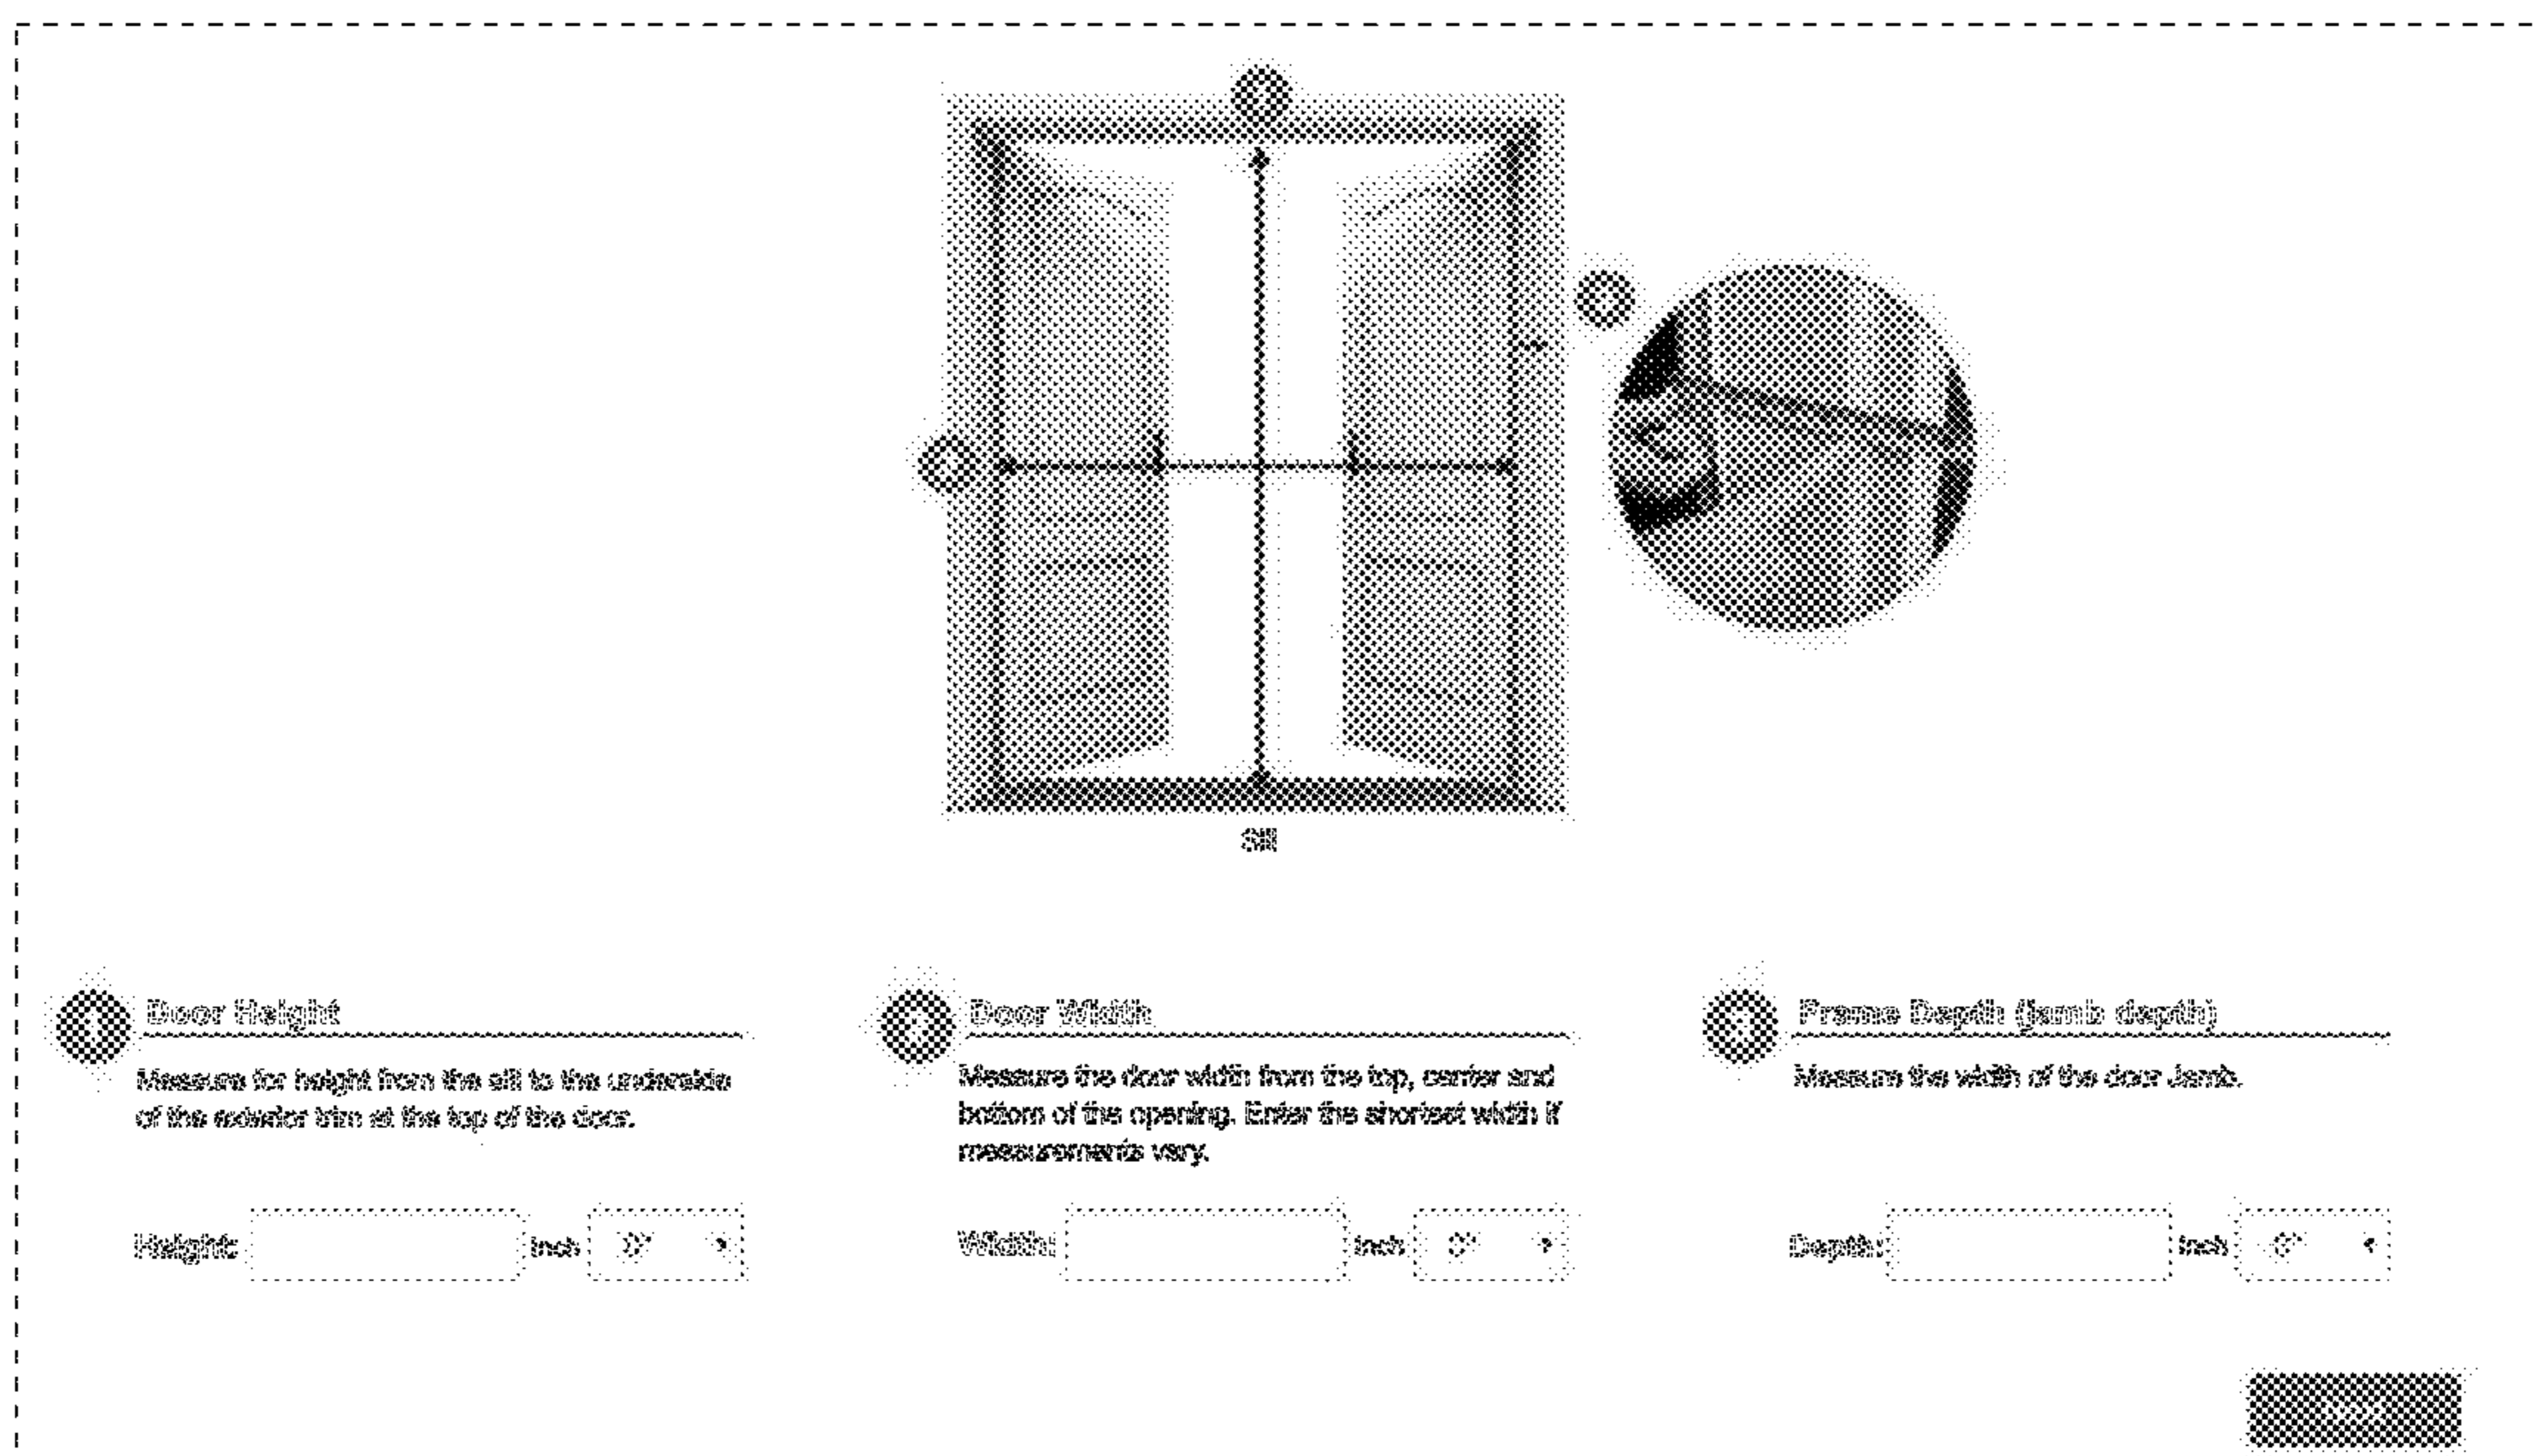 Sill
Door Height
Measure for height from the sill to the underside
of the exterior trim at the top of the door.
Height:
Inch
0"
Door Width
Measure the door width from the top, center and
bottom of the opening. Enter the shortest width if
measurements vary.
Width:
Inch
0"
Frame Depth (jamb depth)
Measure the width of the door Jamb.
Depth:
Inch
0"